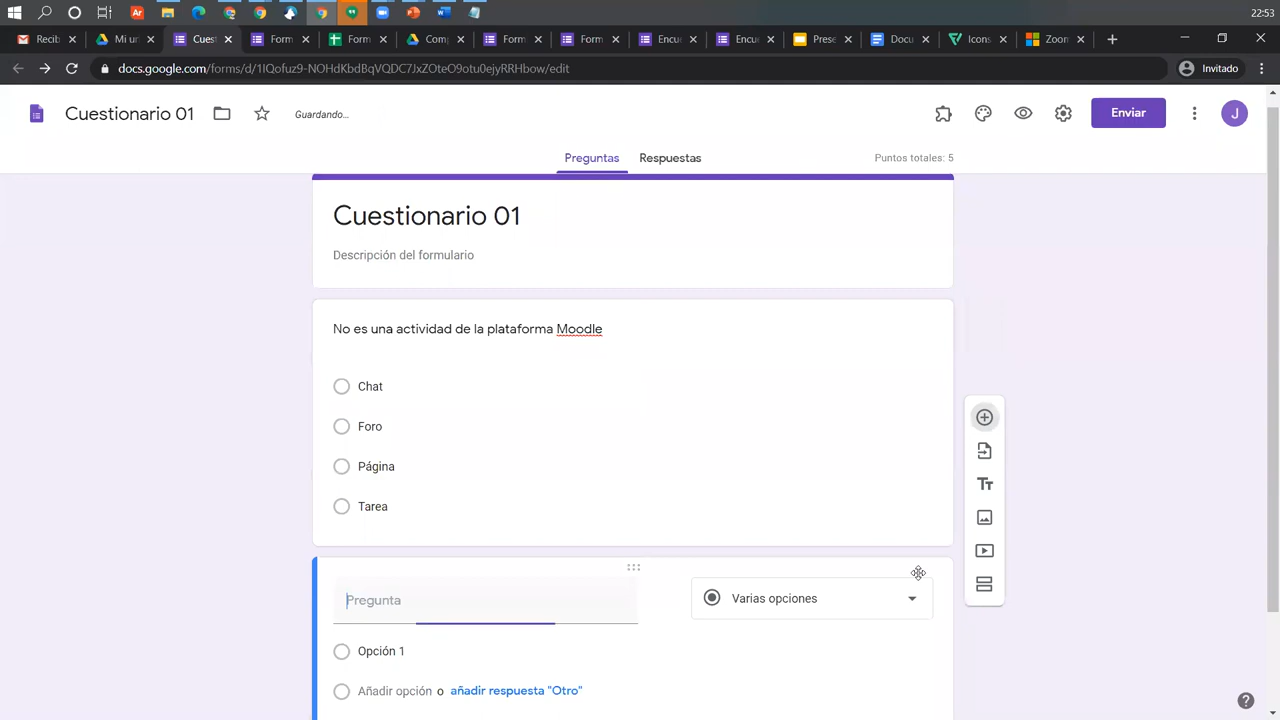 22:53
Recib
Mi un
Cues
Form
Form
Com
Form
Form
Encu
Encu
Prese
Docu
Icons
Zoon
docs.google.com/forms/d/1IQofuz9-NOHdKbdBqVQDC7JxZOteO9otu0ejyRRHbow/edit
Invitado
Cuestionario 01
Guardando...
Enviar
J
Preguntas
Respuestas
Puntos totales: 5
Cuestionario 01
Descripción del formulario
No es una actividad de la plataforma Moodle
Chat
Foro
Página
Tarea
Pregunta
Varias opciones
Opción 1
Añadir opción o añadir respuesta "Otro"